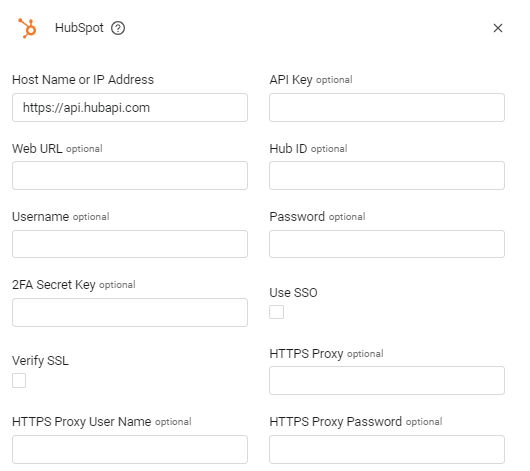 HubSpot ?
Host Name or IP Address
API Key optional
https://api.hubapi.com
Web URL optional
Hub ID optional
Username optional
Password optional
2FA Secret Key optional
Use SSO
Verify SSL
HTTPS Proxy optional
HTTPS Proxy User Name optional
HTTPS Proxy Password optional